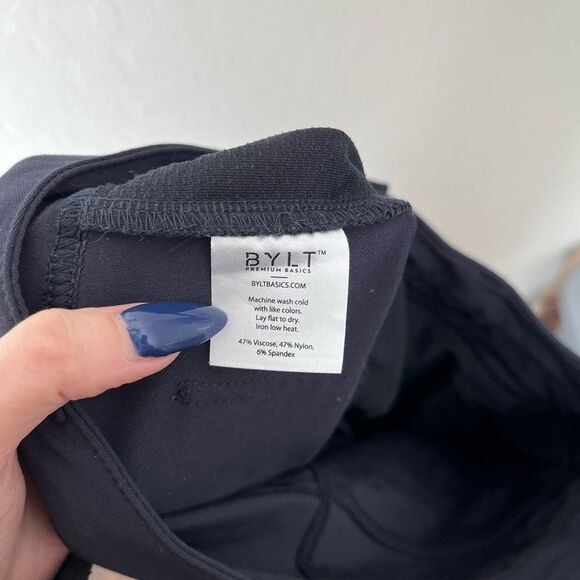 BYLT™
PREMIUM BASICS
BYLTBASICS.COM
Machine wash cold
with like colors.
Lay flat to dry.
Iron low heat.
47% Viscose, 47% Nylon,
6% Spandex